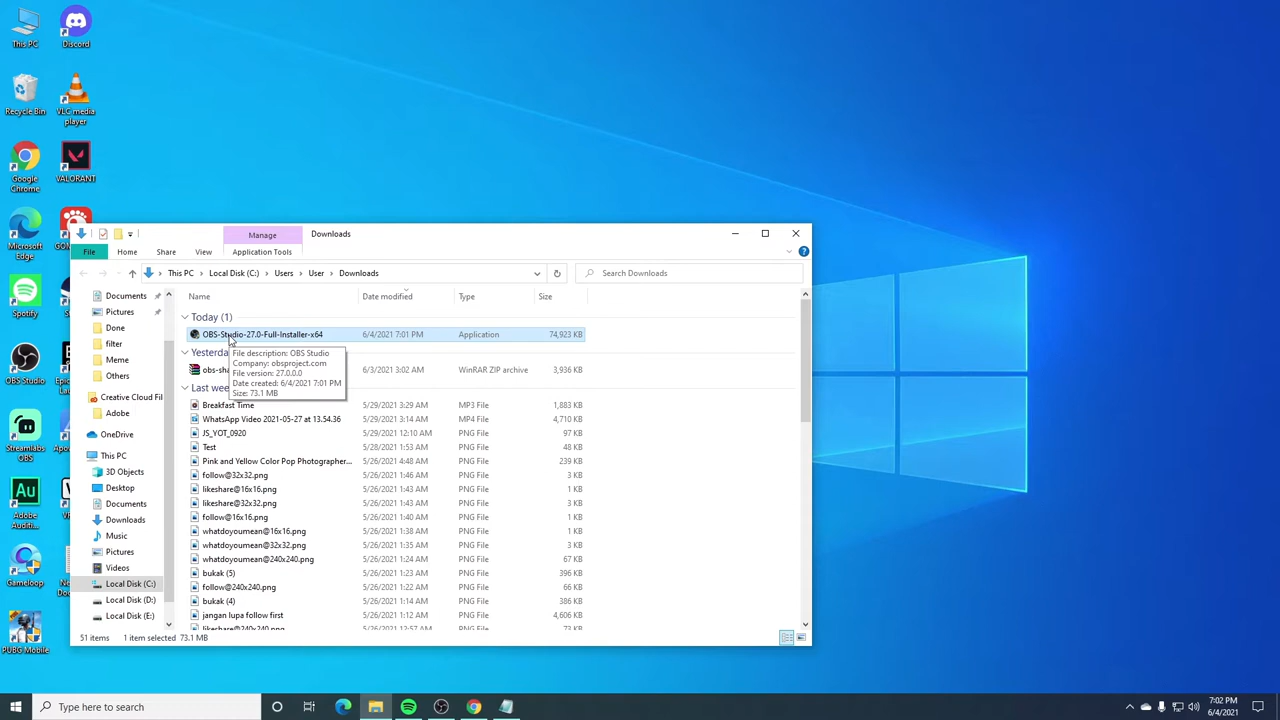 This PC
Discord
Recycle Bin
VLC media
player
Google
Chrome
VALORANT
Microsoft
Edge
Spotify
OBS Studio
Streamlabs
OBS
Adobe
Auditi...
Gameloop
PUBG Mobile
Manage
Downloads
File
Home
Share
View
Application Tools
This PC
Local Disk (C:)
Users
User
Downloads
Search Downloads
Documents
Pictures
Done
filter
Meme
Others
Creative Cloud Fil
Adobe
OneDrive
This PC
3D Objects
Desktop
Documents
Downloads
Music
Pictures
Videos
Local Disk (C:)
Local Disk (D:)
Local Disk (E:)
Name Date modified Type Size
Today (1)
OBS-Studio-27.0-Full-Installer-x64 6/4/2021 7:01 PM Application 74,923 KB
File description: OBS Studio
Company: obsproject.com
File version: 27.0.0.0
Date created: 6/4/2021 7:01 PM
Size: 73.1 MB
Yesterda
obs-sha 6/3/2021 3:02 AM WinRAR ZIP archive 3,936 KB
Last wee
Breakfast Time 5/29/2021 3:29 AM MP3 File 1,883 KB
WhatsApp Video 2021-05-27 at 13.54.36 5/29/2021 3:14 AM MP4 File 2,710 KB
JS_YOT_0920 5/29/2021 12:10 AM PNG File 97 KB
Test 5/28/2021 1:53 AM PNG File 48 KB
Pink and Yellow Color Pop Photographer... 5/26/2021 4:48 AM PNG File 239 KB
follow@32x32.png 5/26/2021 1:46 AM PNG File 3 KB
likeshare@16x16.png 5/26/2021 1:43 AM PNG File 1 KB
likeshare@32x32.png 5/26/2021 1:43 AM PNG File 3 KB
follow@16x16.png 5/26/2021 1:40 AM PNG File 1 KB
whatdoyoumean@16x16.png 5/26/2021 1:38 AM PNG File 1 KB
whatdoyoumean@32x32.png 5/26/2021 1:35 AM PNG File 3 KB
whatdoyoumean@240x240.png 5/26/2021 1:24 AM PNG File 67 KB
bukak (5) 5/26/2021 1:23 AM PNG File 396 KB
follow@240x240.png 5/26/2021 1:22 AM PNG File 66 KB
bukak (4) 5/26/2021 1:14 AM PNG File 386 KB
jangan lupa follow first 5/26/2021 1:12 AM PNG File 4,606 KB
likeshare@240x240.png 5/26/2021 12:57 AM PNG File 73 KB
51 items 1 item selected 73.1 MB
Type here to search
7:02 PM
6/4/2021